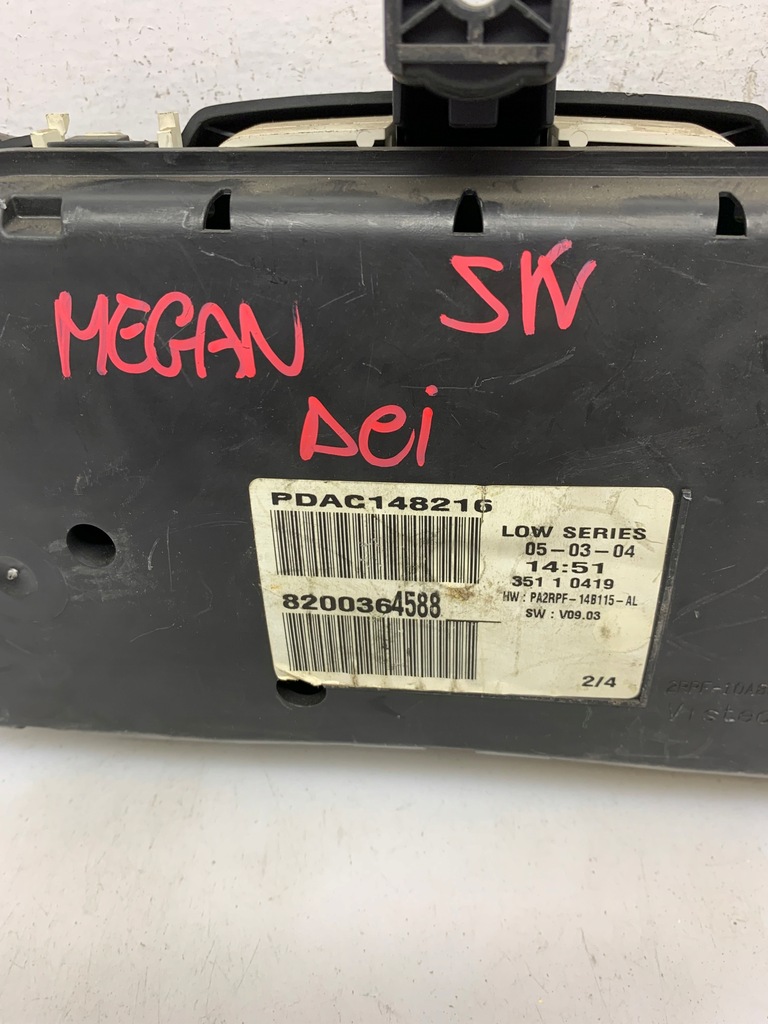 SW
MEGAN
DCi
PDAC148216
8200364588
LOW SERIES
05-03-04
14:51
351 1 0419
HW : PA2RPF-14B115-AL
SW : V09.03
2/4